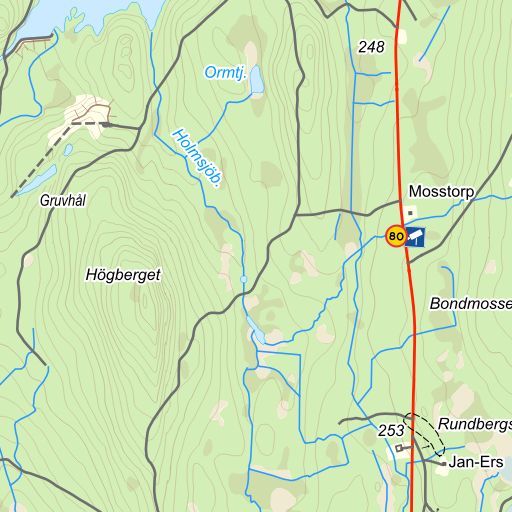 248
Ormtj.
Holmsjöb.
Gruvhål
Mosstorp
80
Högberget
Bondmosse
253
Rundbergs
Jan-Ers